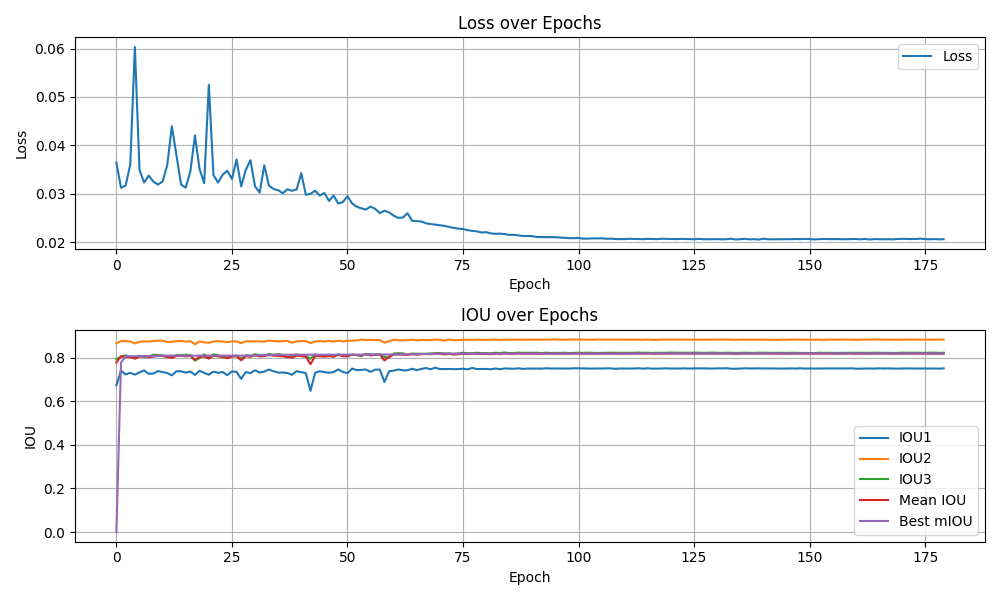 Loss over Epochs
0.06
0.05
0.04
0.03
0.02
Loss
Loss
0 25 50 75 100 125 150 175
Epoch
IOU over Epochs
0.8
0.6
0.4
0.2
0.0
IOU
IOU1
IOU2
IOU3
Mean IOU
Best mIOU
0 25 50 75 100 125 150 175
Epoch